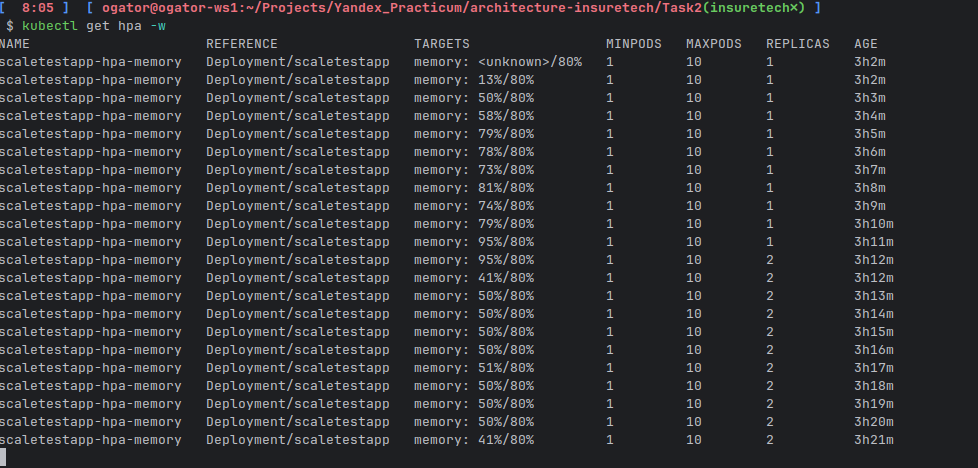 [  8:05 ]  [ ogator@ogator-ws1:~/Projects/Yandex_Practicum/architecture-insuretech/Task2(insuretech×) ]
$ kubectl get hpa -w
NAME                     REFERENCE                 TARGETS                 MINPODS   MAXPODS   REPLICAS   AGE
scaletestapp-hpa-memory   Deployment/scaletestapp   memory: <unknown>/80%   1         10        1          3h2m
scaletestapp-hpa-memory   Deployment/scaletestapp   memory: 13%/80%         1         10        1          3h2m
scaletestapp-hpa-memory   Deployment/scaletestapp   memory: 50%/80%         1         10        1          3h3m
scaletestapp-hpa-memory   Deployment/scaletestapp   memory: 58%/80%         1         10        1          3h4m
scaletestapp-hpa-memory   Deployment/scaletestapp   memory: 79%/80%         1         10        1          3h5m
scaletestapp-hpa-memory   Deployment/scaletestapp   memory: 78%/80%         1         10        1          3h6m
scaletestapp-hpa-memory   Deployment/scaletestapp   memory: 73%/80%         1         10        1          3h7m
scaletestapp-hpa-memory   Deployment/scaletestapp   memory: 81%/80%         1         10        1          3h8m
scaletestapp-hpa-memory   Deployment/scaletestapp   memory: 74%/80%         1         10        1          3h9m
scaletestapp-hpa-memory   Deployment/scaletestapp   memory: 79%/80%         1         10        1          3h10m
scaletestapp-hpa-memory   Deployment/scaletestapp   memory: 95%/80%         1         10        1          3h11m
scaletestapp-hpa-memory   Deployment/scaletestapp   memory: 95%/80%         1         10        2          3h12m
scaletestapp-hpa-memory   Deployment/scaletestapp   memory: 41%/80%         1         10        2          3h12m
scaletestapp-hpa-memory   Deployment/scaletestapp   memory: 50%/80%         1         10        2          3h13m
scaletestapp-hpa-memory   Deployment/scaletestapp   memory: 50%/80%         1         10        2          3h14m
scaletestapp-hpa-memory   Deployment/scaletestapp   memory: 50%/80%         1         10        2          3h15m
scaletestapp-hpa-memory   Deployment/scaletestapp   memory: 50%/80%         1         10        2          3h16m
scaletestapp-hpa-memory   Deployment/scaletestapp   memory: 51%/80%         1         10        2          3h17m
scaletestapp-hpa-memory   Deployment/scaletestapp   memory: 50%/80%         1         10        2          3h18m
scaletestapp-hpa-memory   Deployment/scaletestapp   memory: 50%/80%         1         10        2          3h19m
scaletestapp-hpa-memory   Deployment/scaletestapp   memory: 50%/80%         1         10        2          3h20m
scaletestapp-hpa-memory   Deployment/scaletestapp   memory: 41%/80%         1         10        2          3h21m